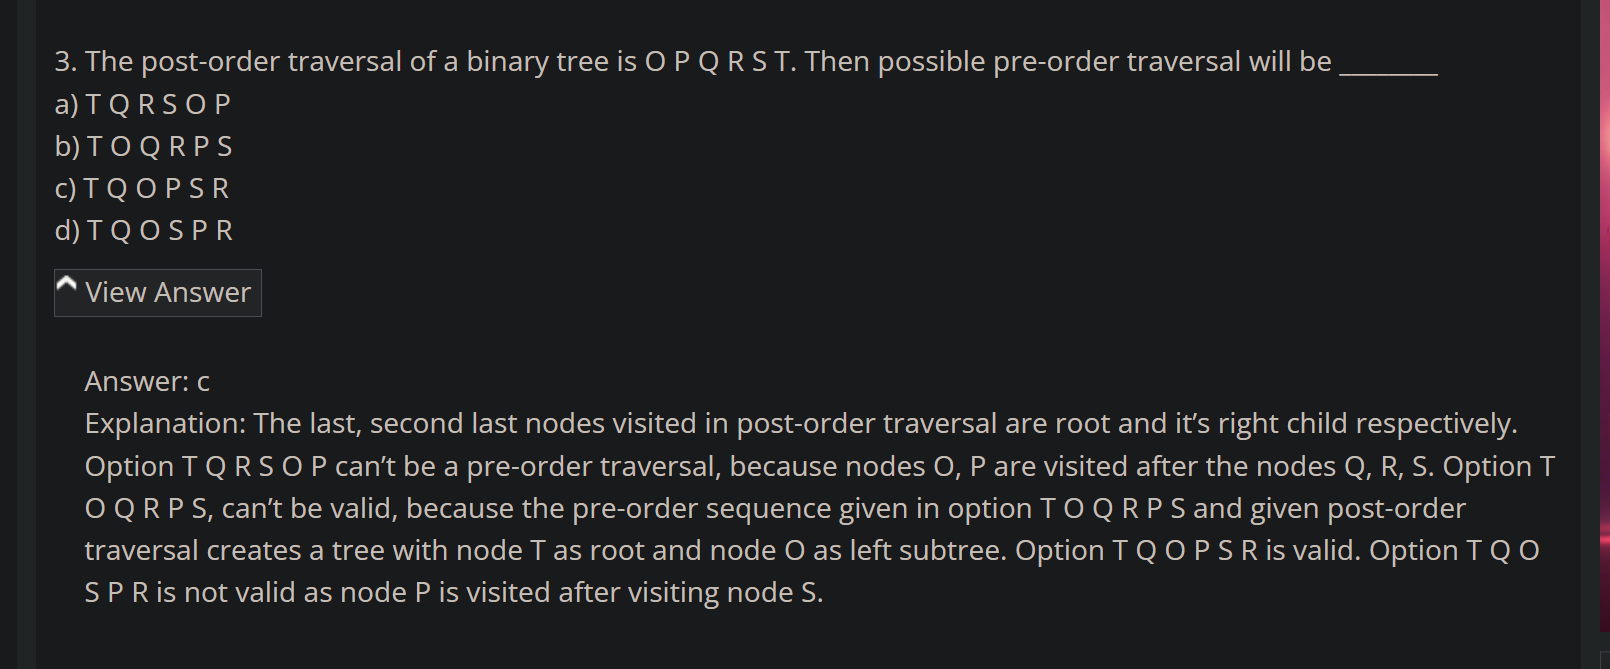 3. The post-order traversal of a binary tree is O P Q R S T. Then possible pre-order traversal will be ________
a) T Q R S O P
b) T O Q R P S
c) T Q O P S R
d) T Q O S P R
View Answer
Answer: c
Explanation: The last, second last nodes visited in post-order traversal are root and it’s right child respectively.
Option T Q R S O P can’t be a pre-order traversal, because nodes O, P are visited after the nodes Q, R, S. Option T
O Q R P S, can’t be valid, because the pre-order sequence given in option T O Q R P S and given post-order
traversal creates a tree with node T as root and node O as left subtree. Option T Q O P S R is valid. Option T Q O
S P R is not valid as node P is visited after visiting node S.